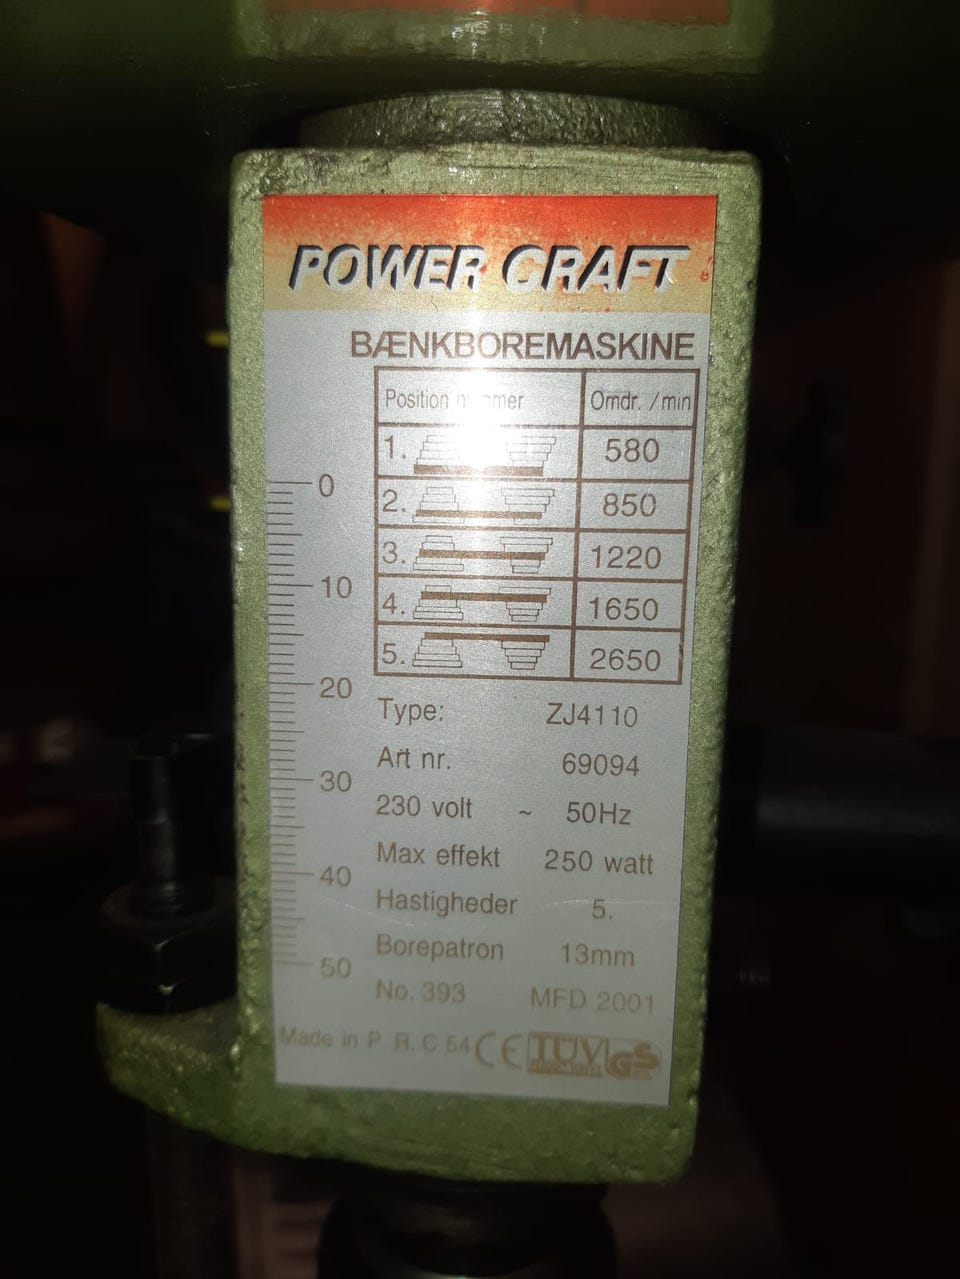 POWER CRAFT
BÆNKBOREMASKINE
Position nummer Omdr. /min
1. 580
2. 850
3. 1220
4. 1650
5. 2650
0
10
20
30
40
50
Type: ZJ4110
Art nr. 69094
230 volt ~ 50Hz
Max effekt 250 watt
Hastigheder 5.
Borepatron 13mm
No. 393 MFD 2001
Made in P. R. C 54 CE TÜV GS